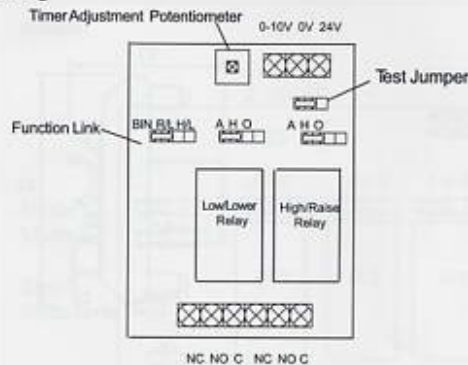 Timer Adjustment Potentiometer
0-10V 0V 24V
Test Jumper
Function Link
BIN R/L H/L
A H O
A H O
Low/Lower
Relay
High/Raise
Relay
NC NO C NC NO C